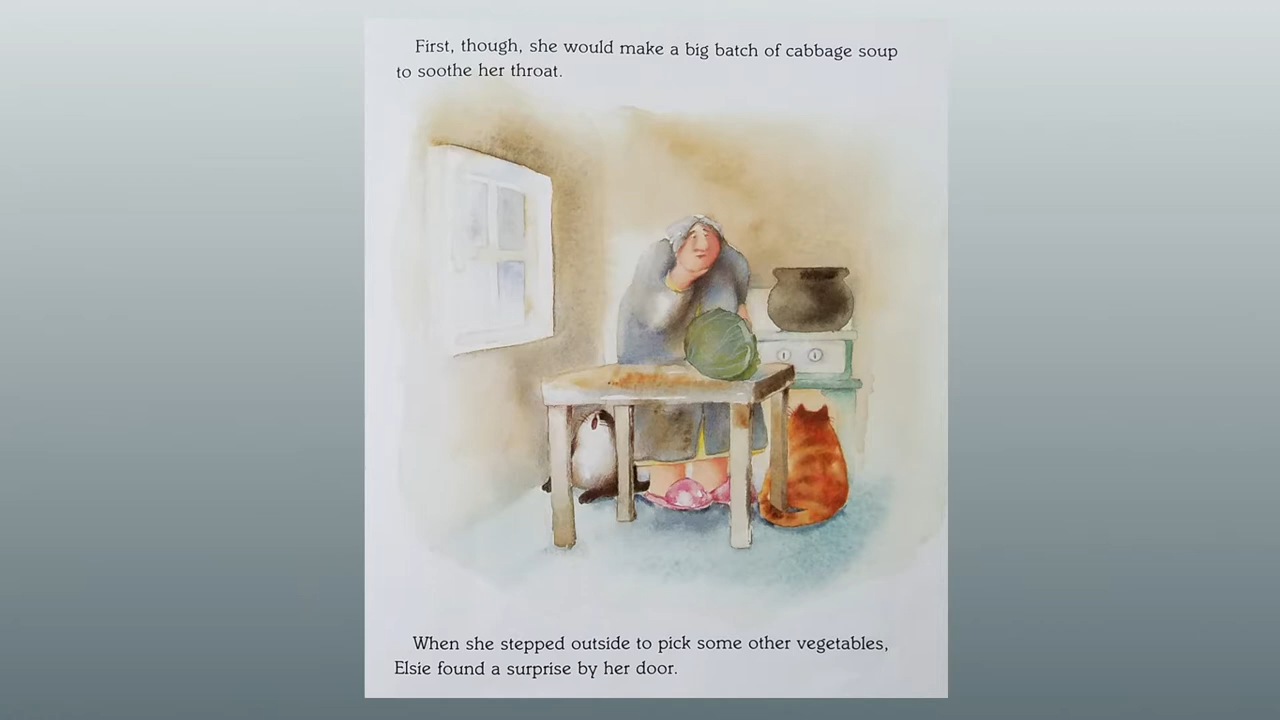 First, though, she would make a big batch of cabbage soup
to soothe her throat.
When she stepped outside to pick some other vegetables,
Elsie found a surprise by her door.